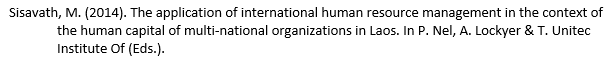 Sisavath, M. (2014). The application of international human resource management in the context of
the human capital of multi-national organizations in Laos. In P. Nel, A. Lockyer & T. Unitec
Institute Of (Eds.).